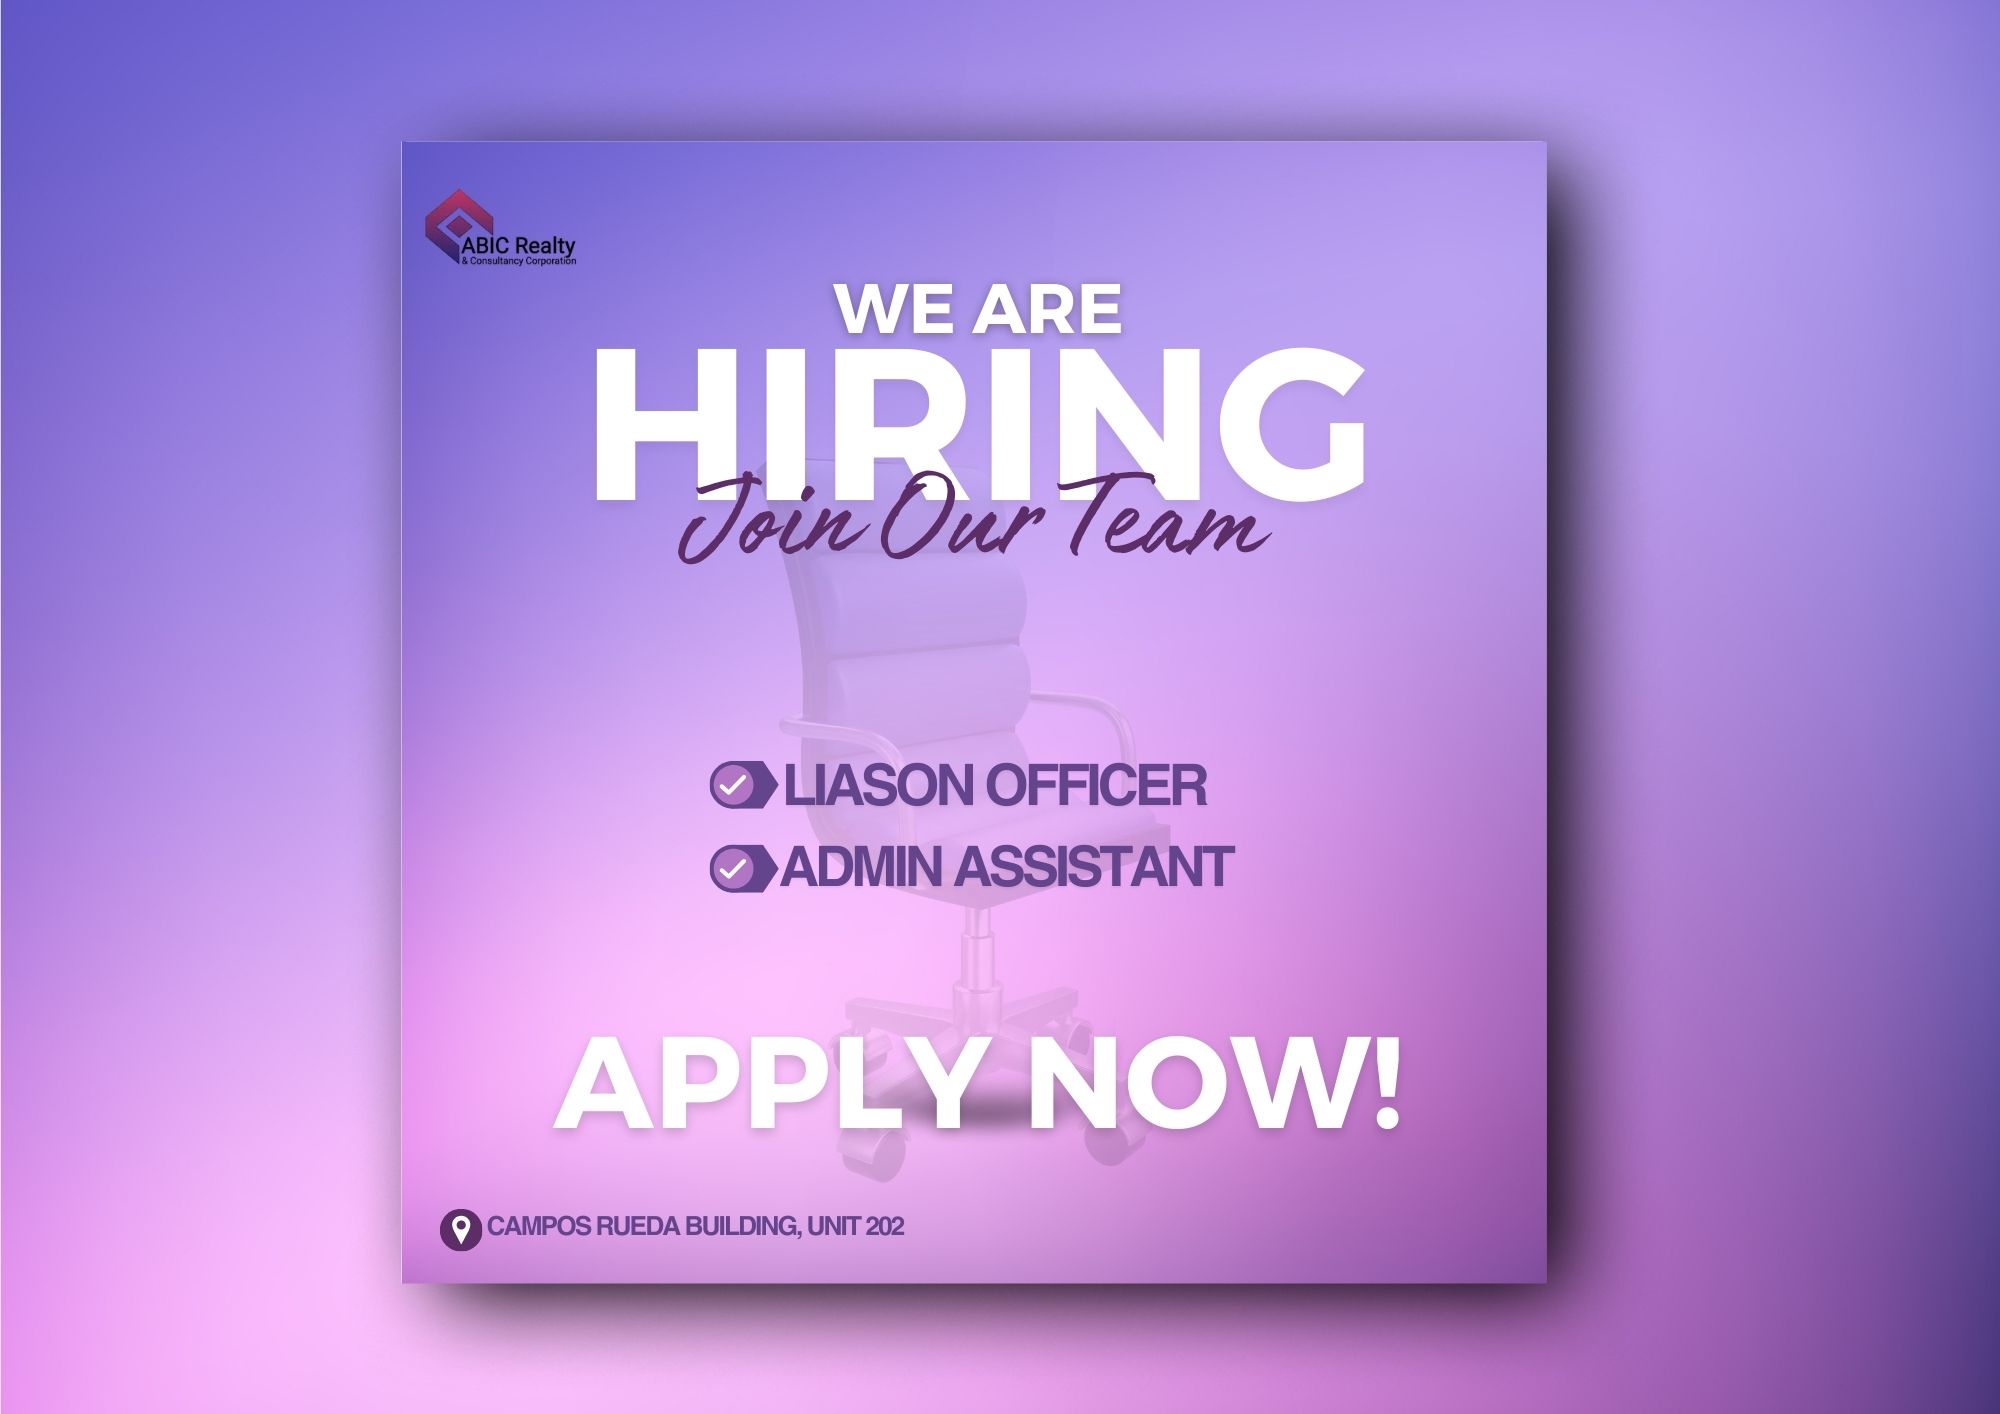 ABIC Realty
& Consultancy Corporation
WE ARE
HIRING
Join Our Team
LIASON OFFICER
ADMIN ASSISTANT
APPLY NOW!
CAMPOS RUEDA BUILDING, UNIT 202